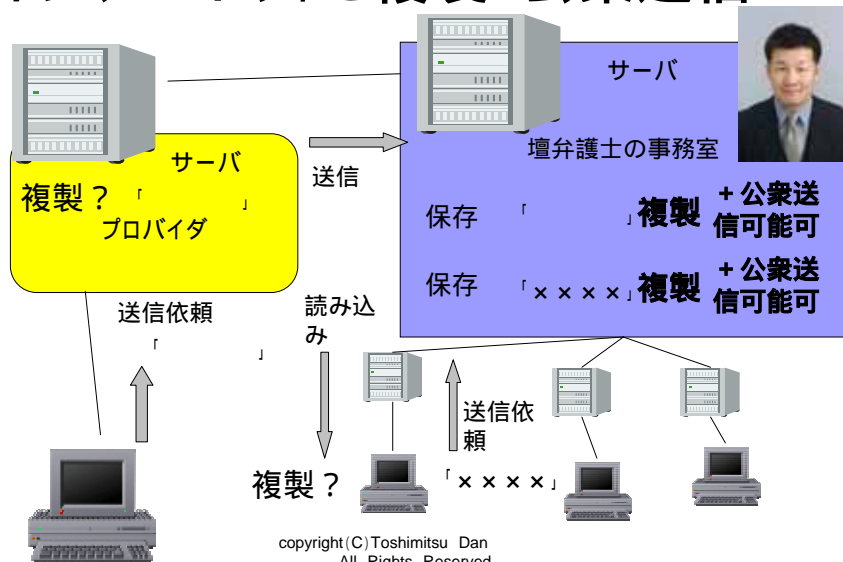 サーバ
壇弁護士の事務室
サーバ
複製？「　　　　」
プロバイダ
送信
保存　「　　　　」複製 ＋公衆送
信可能可
保存　「××××」複製 ＋公衆送
信可能可
送信依頼
「　　　　」
読み込
み
送信依
頼
複製？
「××××」
copyright(C)Toshimitsu Dan
All Rights Reserved